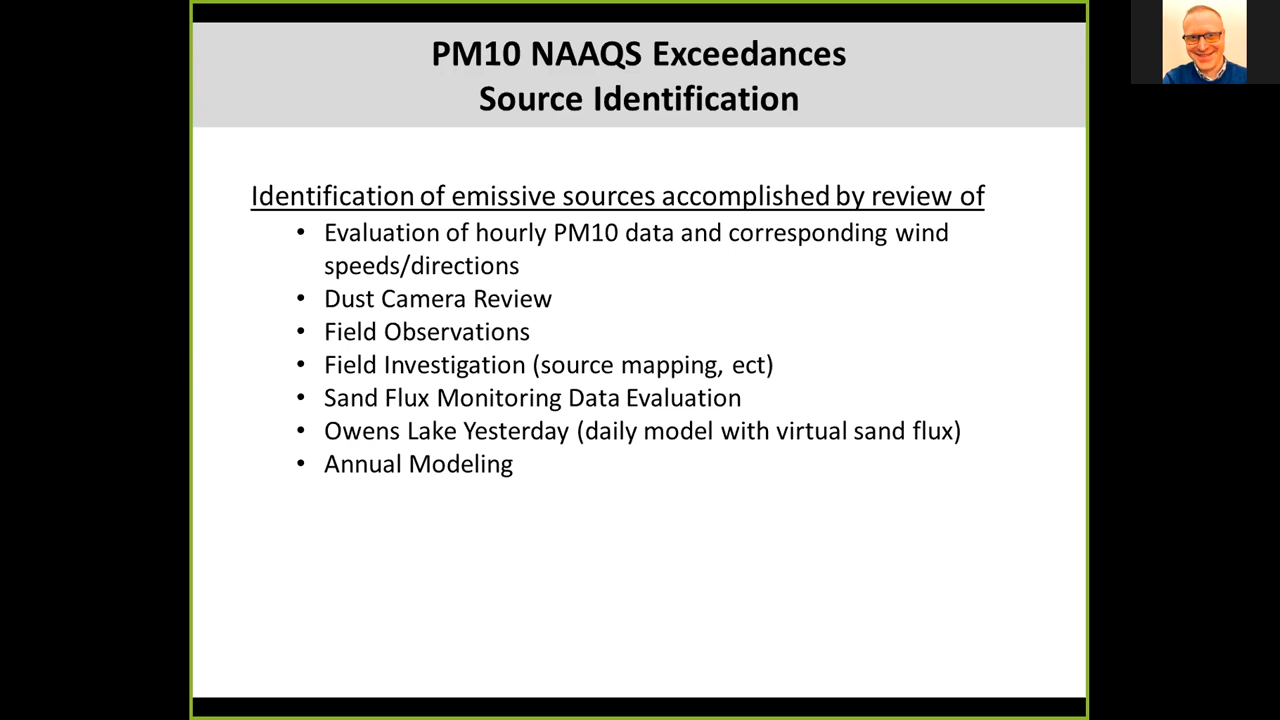 PM10 NAAQS Exceedances
Source Identification
Identification of emissive sources accomplished by review of
• Evaluation of hourly PM10 data and corresponding wind
speeds/directions
• Dust Camera Review
• Field Observations
• Field Investigation (source mapping, ect)
• Sand Flux Monitoring Data Evaluation
• Owens Lake Yesterday (daily model with virtual sand flux)
• Annual Modeling